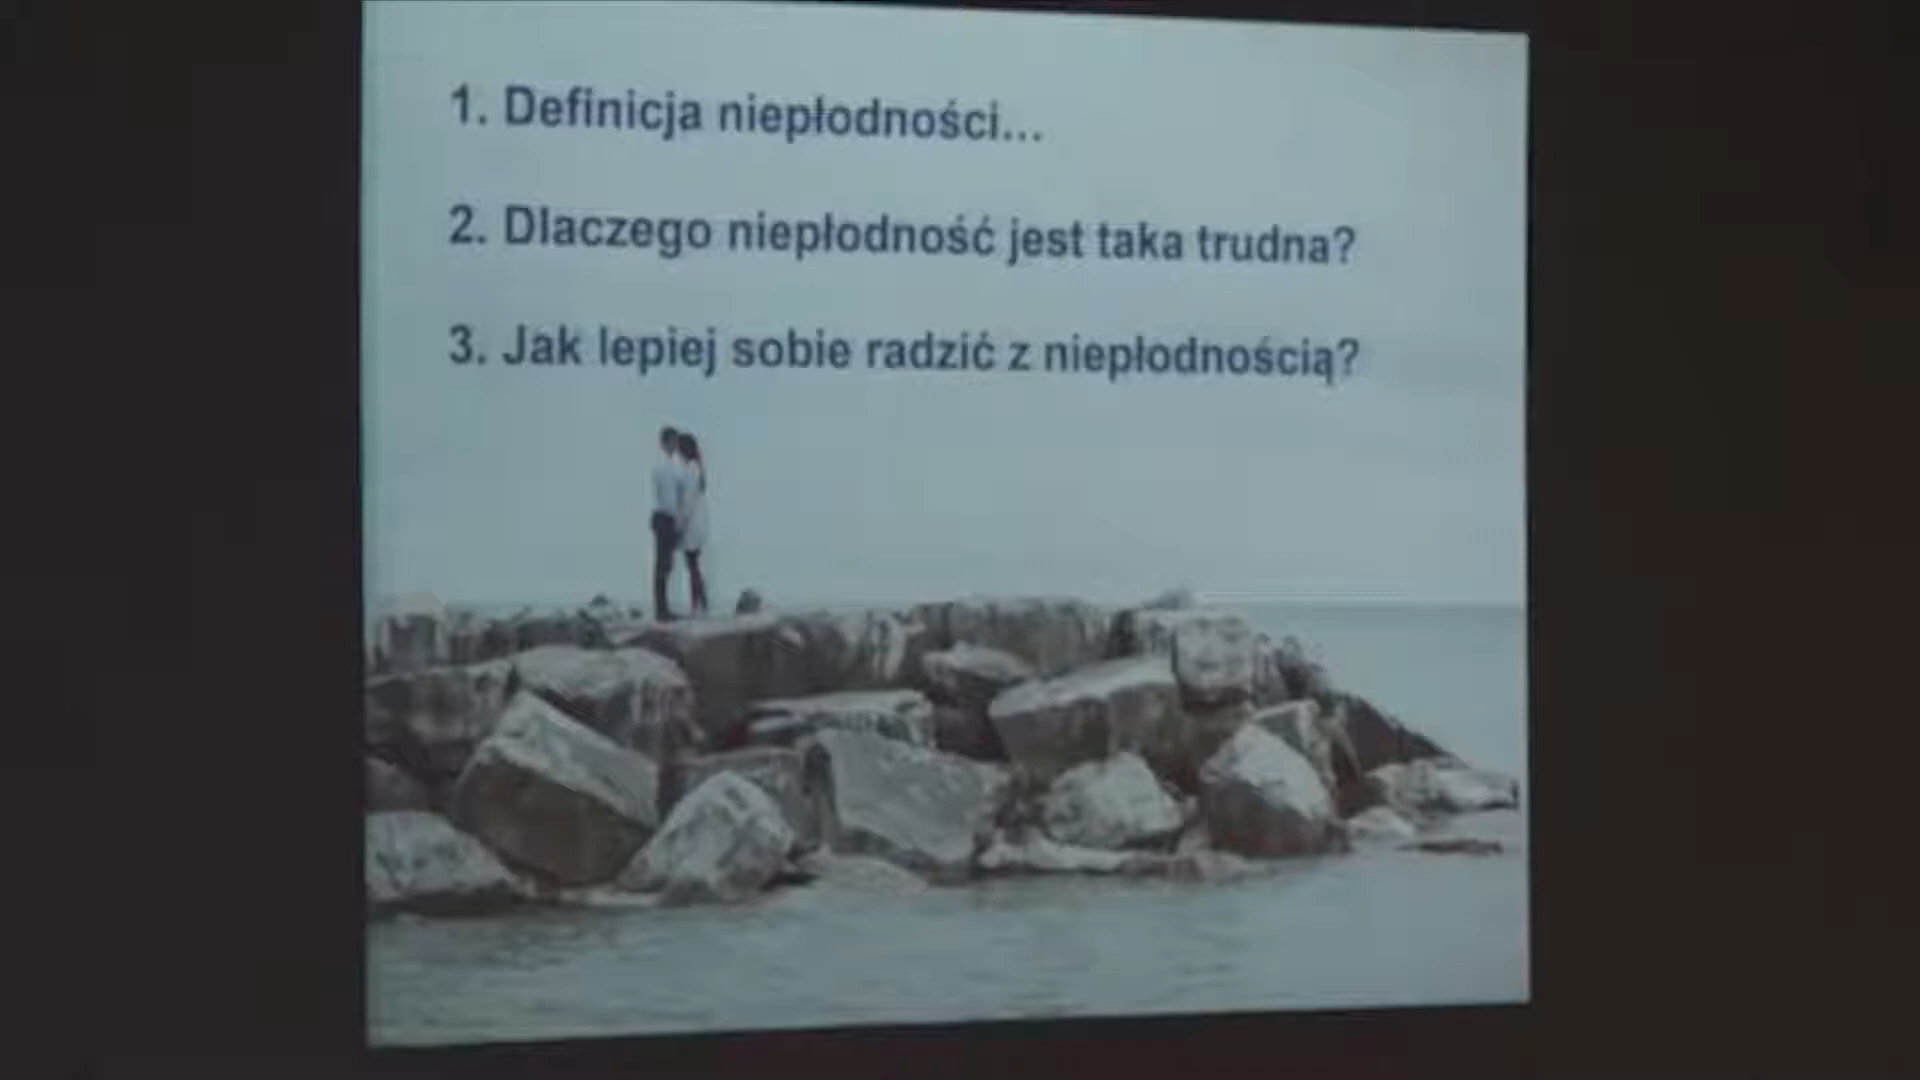 1. Definicja niepłodności...
2. Dlaczego niepłodność jest taka trudna?
3. Jak lepiej sobie radzić z niepłodnością?